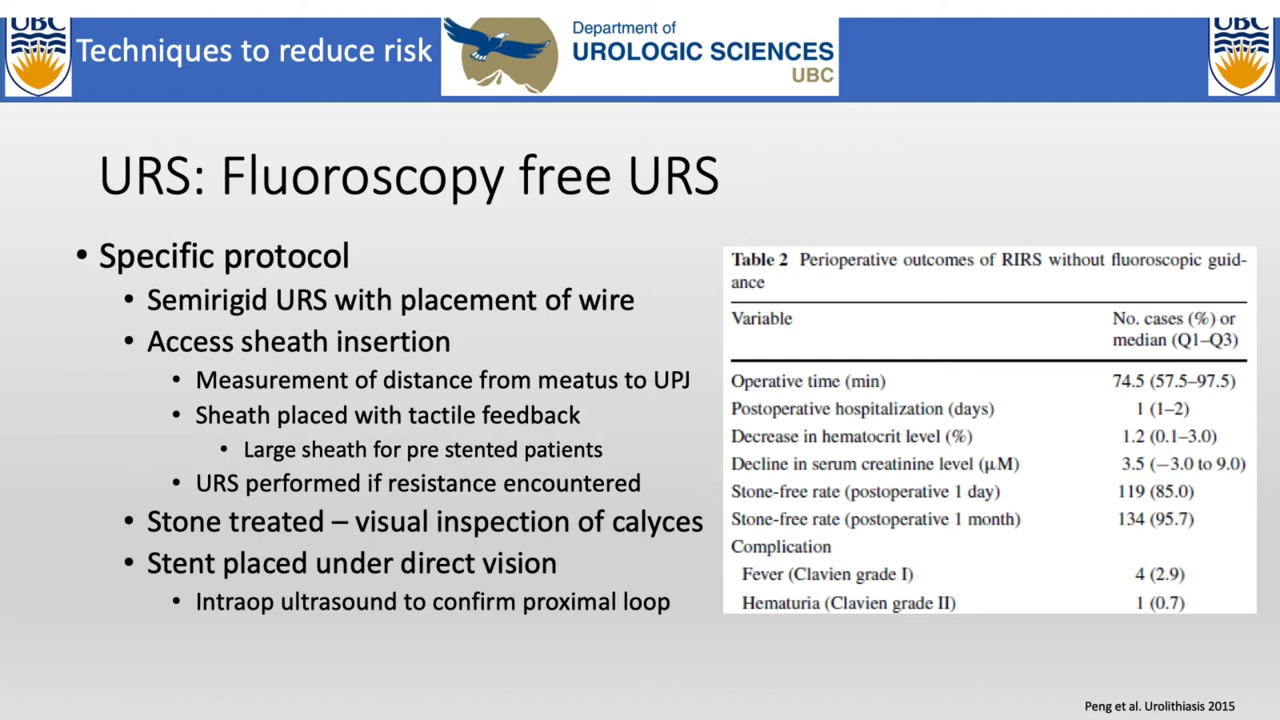 UBC
Techniques to reduce risk
Department of
UROLOGIC SCIENCES
UBC
UBC
URS: Fluoroscopy free URS
• Specific protocol
• Semirigid URS with placement of wire
• Access sheath insertion
• Measurement of distance from meatus to UPJ
• Sheath placed with tactile feedback
• Large sheath for pre stented patients
• URS performed if resistance encountered
• Stone treated – visual inspection of calyces
• Stent placed under direct vision
• Intraop ultrasound to confirm proximal loop
Table 2 Perioperative outcomes of RIRS without fluoroscopic guid-
ance
Variable No. cases (%) or
median (Q1–Q3)
Operative time (min) 74.5 (57.5–97.5)
Postoperative hospitalization (days) 1 (1–2)
Decrease in hematocrit level (%) 1.2 (0.1–3.0)
Decline in serum creatinine level (μM) 3.5 (−3.0 to 9.0)
Stone-free rate (postoperative 1 day) 119 (85.0)
Stone-free rate (postoperative 1 month) 134 (95.7)
Complication
Fever (Clavien grade I) 4 (2.9)
Hematuria (Clavien grade II) 1 (0.7)
Peng et al. Urolithiasis 2015